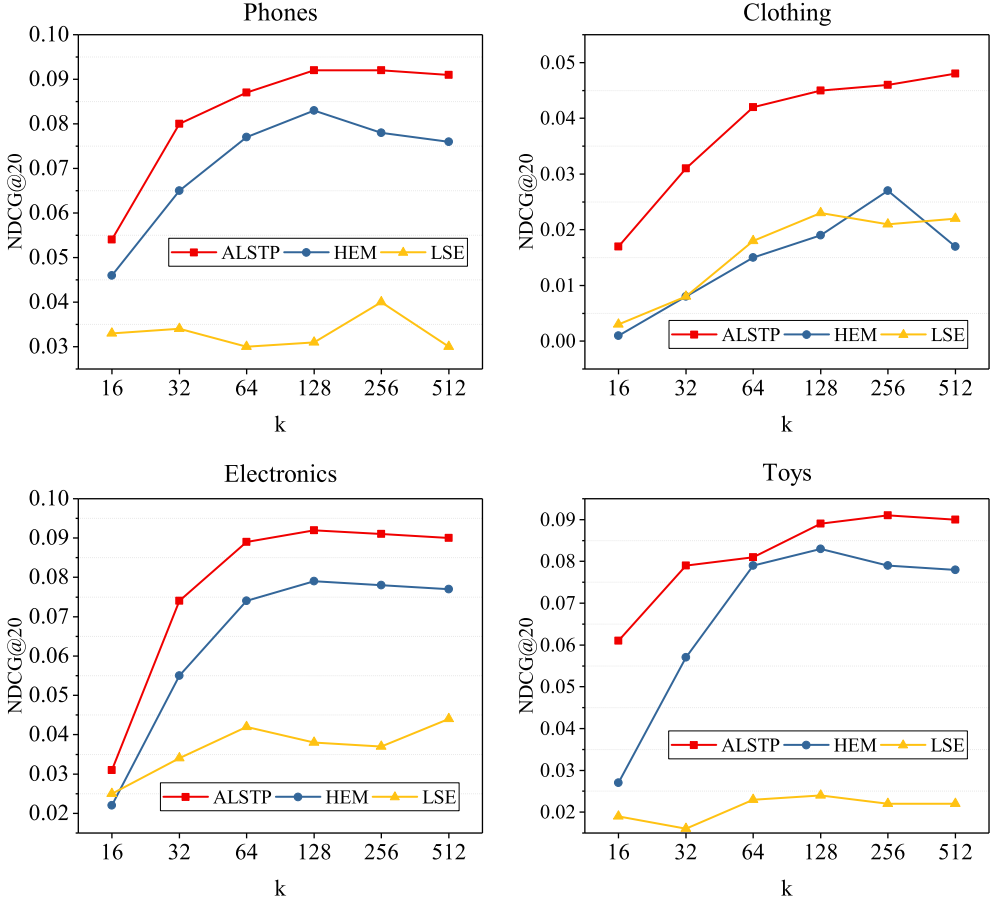 Phones
0.10
0.09
0.08
0.07
0.06
0.05
0.04
0.03
NDCG@20
ALSTP HEM LSE
16 32 64 128 256 512
k
Clothing
0.05
0.04
0.03
0.02
0.01
0.00
NDCG@20
ALSTP HEM LSE
16 32 64 128 256 512
k
Electronics
0.10
0.09
0.08
0.07
0.06
0.05
0.04
0.03
0.02
NDCG@20
ALSTP HEM LSE
16 32 64 128 256 512
k
Toys
0.09
0.08
0.07
0.06
0.05
0.04
0.03
0.02
NDCG@20
ALSTP HEM LSE
16 32 64 128 256 512
k